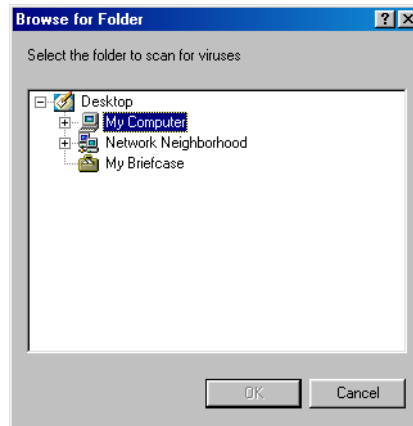 Browse for Folder
Select the folder to scan for viruses
Desktop
My Computer
Network Neighborhood
My Briefcase
OK Cancel